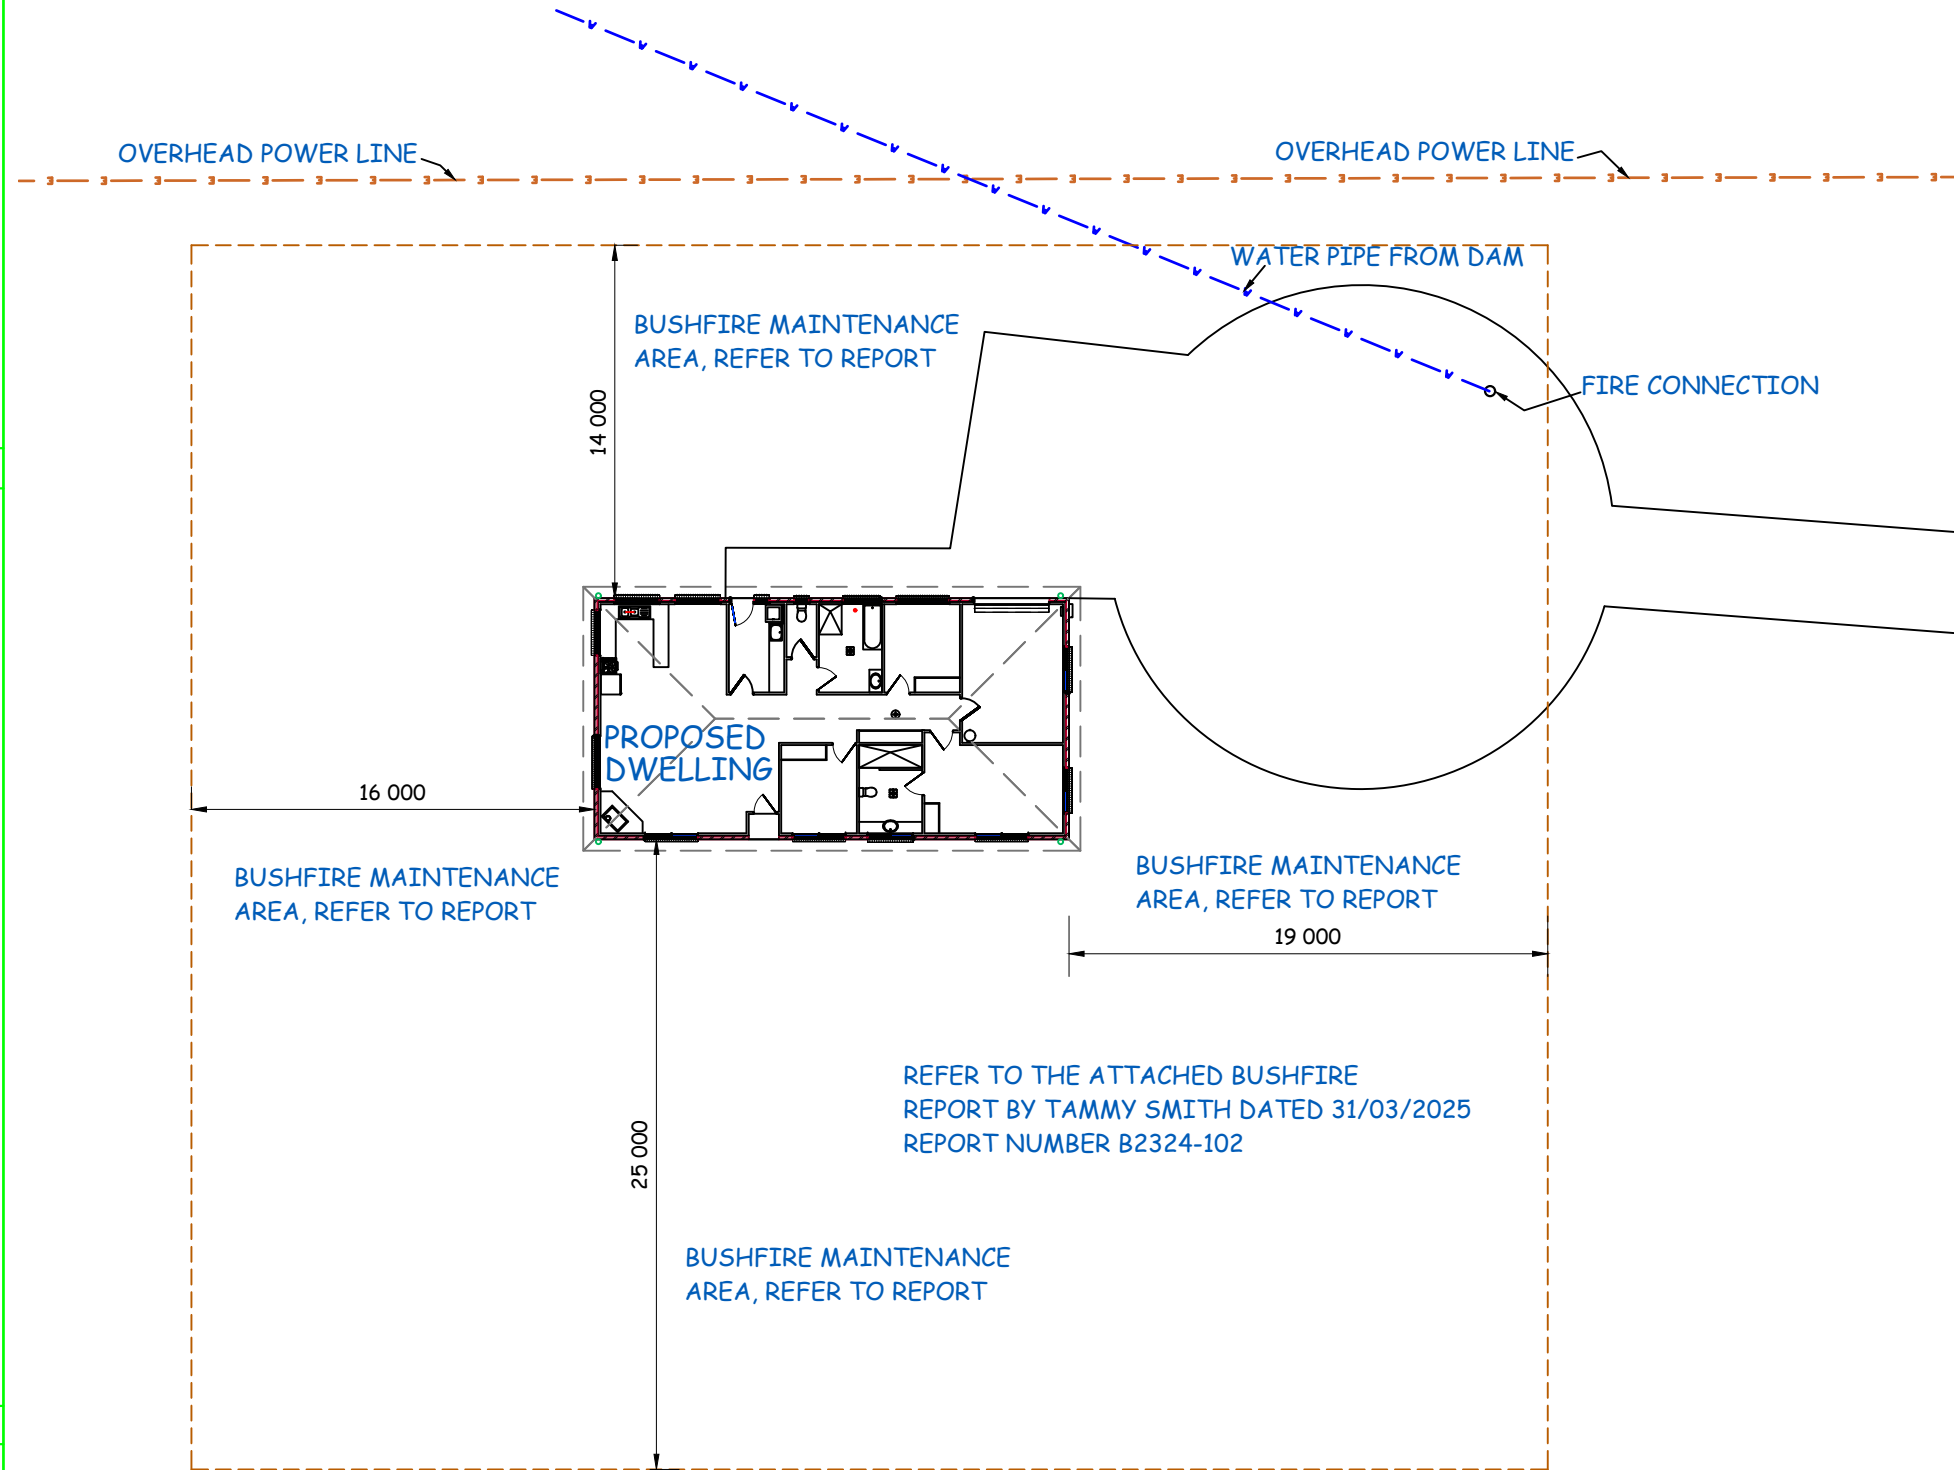 OVERHEAD POWER LINE
OVERHEAD POWER LINE
WATER PIPE FROM DAM
BUSHFIRE MAINTENANCE
AREA, REFER TO REPORT
14 000
FIRE CONNECTION
PROPOSED
DWELLING
16 000
BUSHFIRE MAINTENANCE
AREA, REFER TO REPORT
BUSHFIRE MAINTENANCE
AREA, REFER TO REPORT
19 000
REFER TO THE ATTACHED BUSHFIRE
REPORT BY TAMMY SMITH DATED 31/03/2025
REPORT NUMBER B2324-102
25 000
BUSHFIRE MAINTENANCE
AREA, REFER TO REPORT